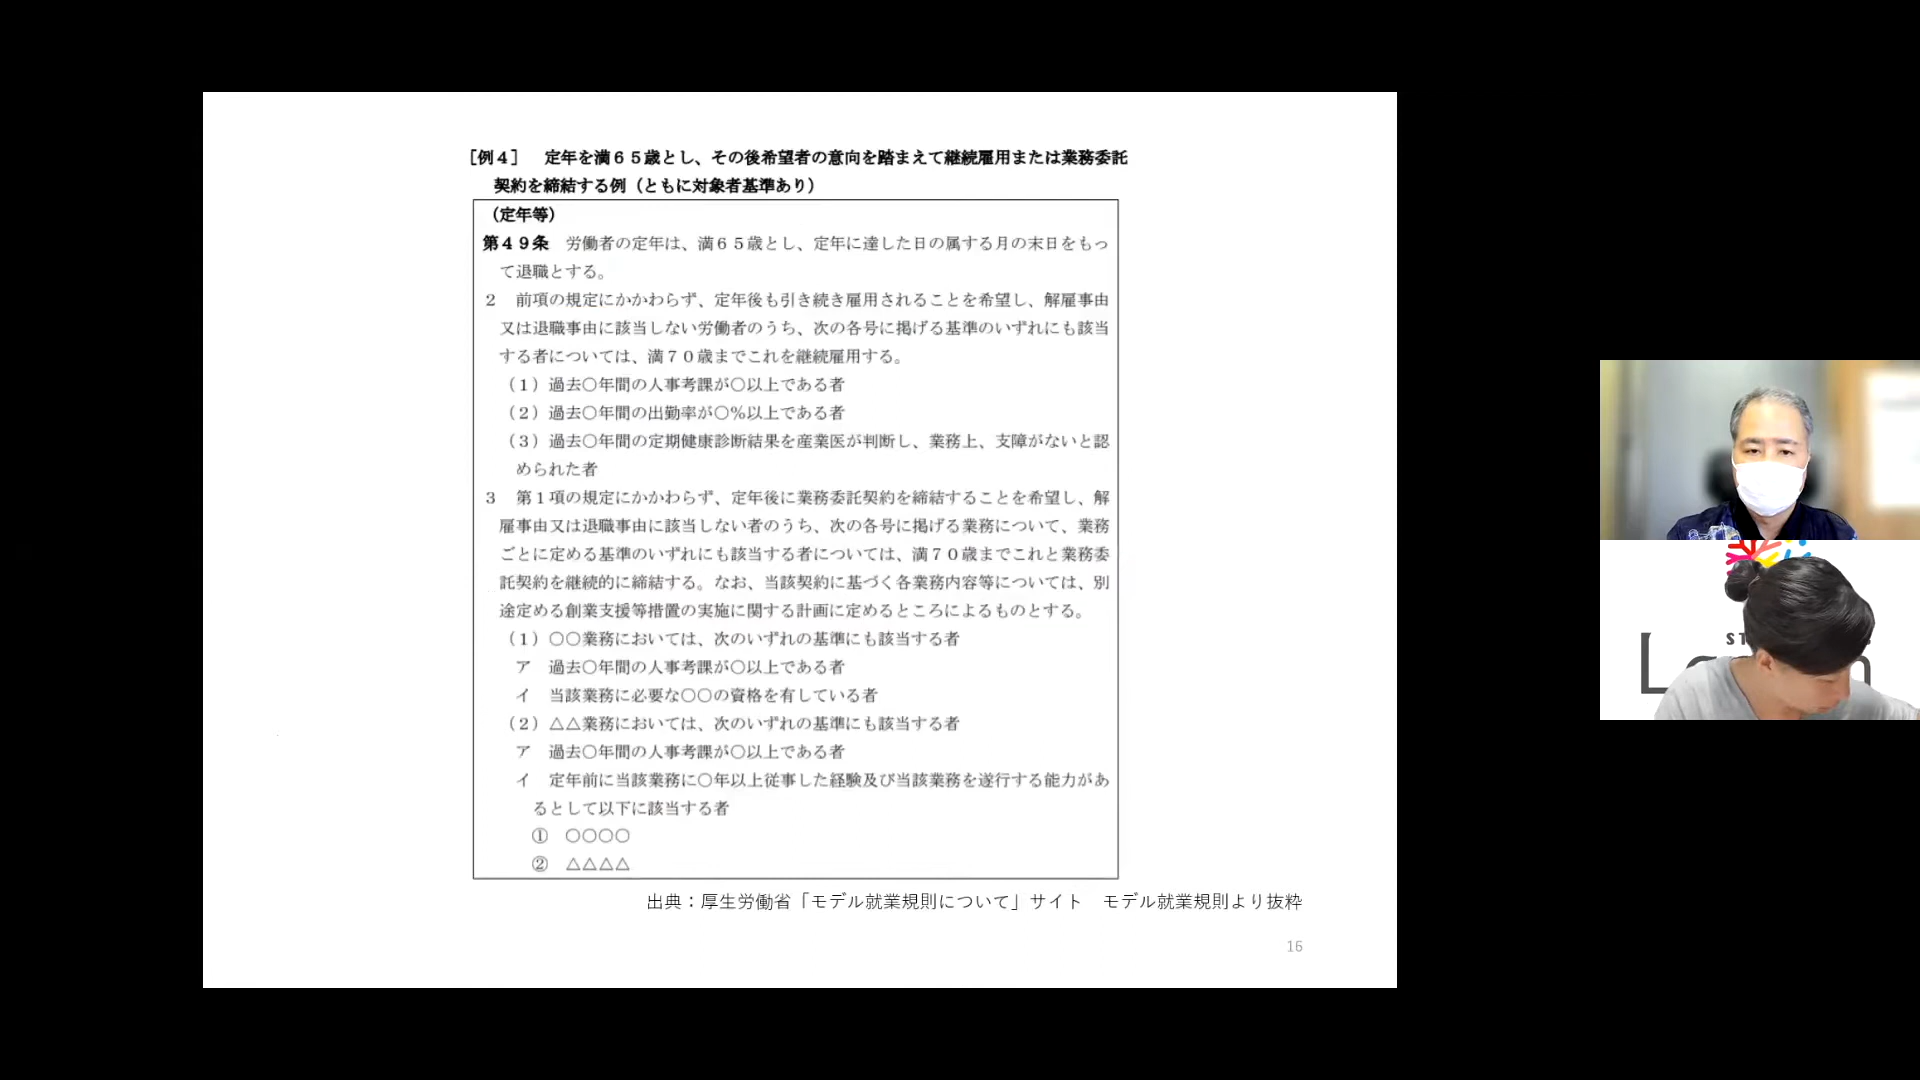 ［例４］　定年を満６５歳とし、その後希望者の意向を踏まえて継続雇用または業務委託
契約を締結する例（ともに対象者基準あり）
（定年等）
第４９条　労働者の定年は、満６５歳とし、定年に達した日の属する月の末日をもっ
て退職とする。
２　前項の規定にかかわらず、定年後も引き続き雇用されることを希望し、解雇事由
又は退職事由に該当しない労働者のうち、次の各号に掲げる基準のいずれにも該当
する者については、満７０歳までこれを継続雇用する。
（１）過去〇年間の人事考課が〇以上である者
（２）過去〇年間の出勤率が〇％以上である者
（３）過去〇年間の定期健康診断結果を産業医が判断し、業務上、支障がないと認
められた者
３　第１項の規定にかかわらず、定年後に業務委託契約を締結することを希望し、解
雇事由又は退職事由に該当しない者のうち、次の各号に掲げる業務について、業務
ごとに定める基準のいずれにも該当する者については、満７０歳までこれと業務委
託契約を継続的に締結する。なお、当該契約に基づく各業務内容等については、別
途定める創業支援等措置の実施に関する計画に定めるところによるものとする。
（１）〇〇業務においては、次のいずれの基準にも該当する者
ア　過去〇年間の人事考課が〇以上である者
イ　当該業務に必要な〇〇の資格を有している者
（２）△△業務においては、次のいずれの基準にも該当する者
ア　過去〇年間の人事考課が〇以上である者
イ　定年前に当該業務に〇年以上従事した経験及び当該業務を遂行する能力があ
るとして以下に該当する者
①　〇〇〇〇
②　△△△△
出典：厚生労働省「モデル就業規則について」サイト　モデル就業規則より抜粋
16